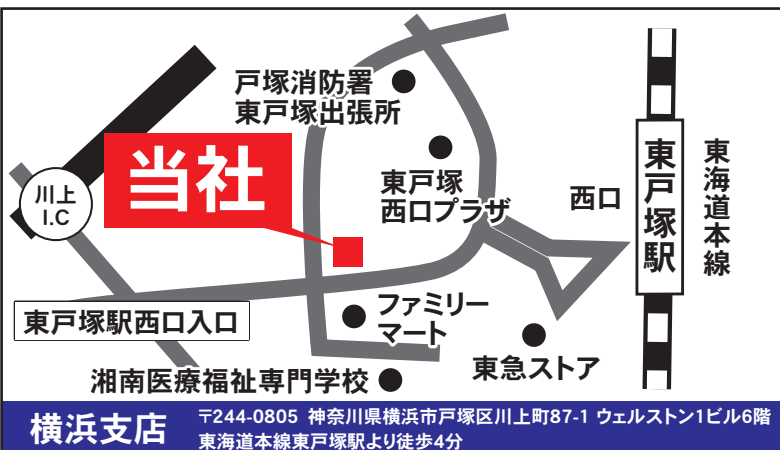 戸塚消防署
東戸塚出張所
当社
川上
I.C
東戸塚
西口プラザ
西口
東戸塚駅
東海道本線
東戸塚駅西口入口
ファミリー
マート
東急ストア
湘南医療福祉専門学校
横浜支店
〒244-0805 神奈川県横浜市戸塚区川上町87-1 ウェルストン1ビル6階
東海道本線東戸塚駅より徒歩4分